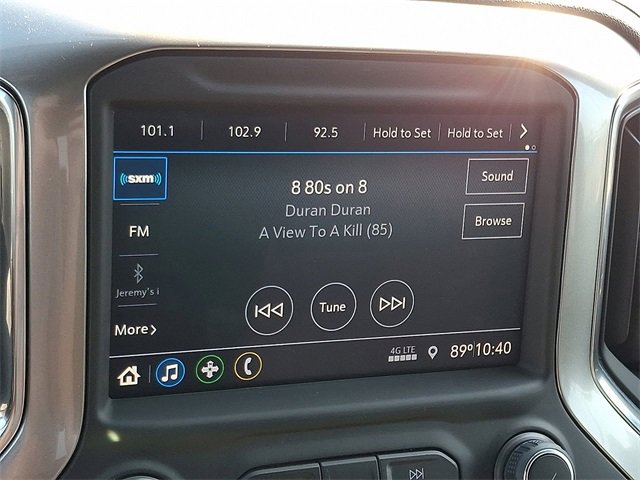 101.1 102.9 92.5 Hold to Set Hold to Set
sxm
8 80s on 8
Sound
Duran Duran
A View To A Kill (85)
Browse
FM
Jeremy's i
Tune
More
4G LTE
89° 10:40